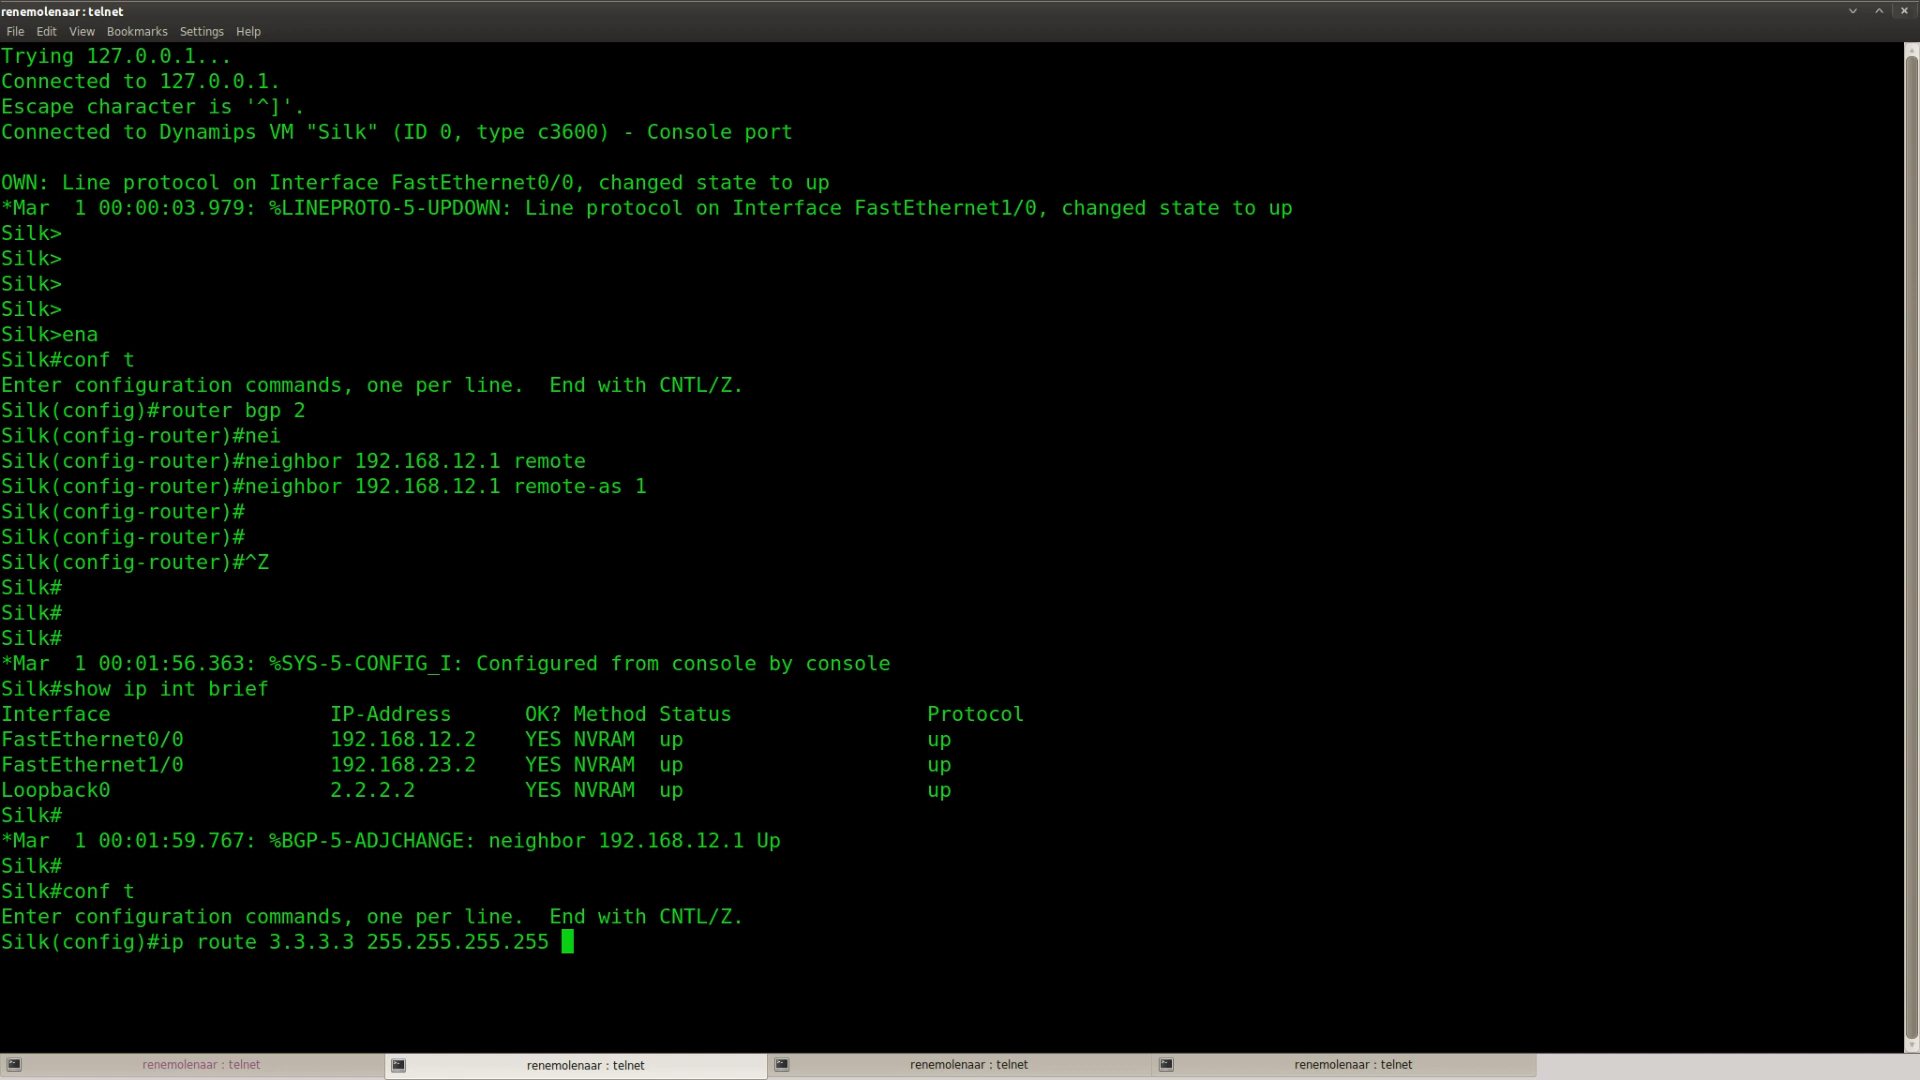 renemolenaar : telnet
File Edit View Bookmarks Settings Help
Trying 127.0.0.1...
Connected to 127.0.0.1.
Escape character is '^]'.
Connected to Dynamips VM "Silk" (ID 0, type c3600) - Console port
OWN: Line protocol on Interface FastEthernet0/0, changed state to up
*Mar  1 00:00:03.979: %LINEPROTO-5-UPDOWN: Line protocol on Interface FastEthernet1/0, changed state to up
Silk>
Silk>
Silk>
Silk>
Silk>ena
Silk#conf t
Enter configuration commands, one per line.  End with CNTL/Z.
Silk(config)#router bgp 2
Silk(config-router)#nei
Silk(config-router)#neighbor 192.168.12.1 remote
Silk(config-router)#neighbor 192.168.12.1 remote-as 1
Silk(config-router)#
Silk(config-router)#
Silk(config-router)#^Z
Silk#
Silk#
Silk#
*Mar  1 00:01:56.363: %SYS-5-CONFIG_I: Configured from console by console
Silk#show ip int brief
Interface                  IP-Address      OK? Method Status                Protocol
FastEthernet0/0            192.168.12.2    YES NVRAM  up                    up
FastEthernet1/0            192.168.23.2    YES NVRAM  up                    up
Loopback0                  2.2.2.2         YES NVRAM  up                    up
Silk#
*Mar  1 00:01:59.767: %BGP-5-ADJCHANGE: neighbor 192.168.12.1 Up
Silk#
Silk#conf t
Enter configuration commands, one per line.  End with CNTL/Z.
Silk(config)#ip route 3.3.3.3 255.255.255.255
renemolenaar : telnet renemolenaar : telnet renemolenaar : telnet renemolenaar : telnet